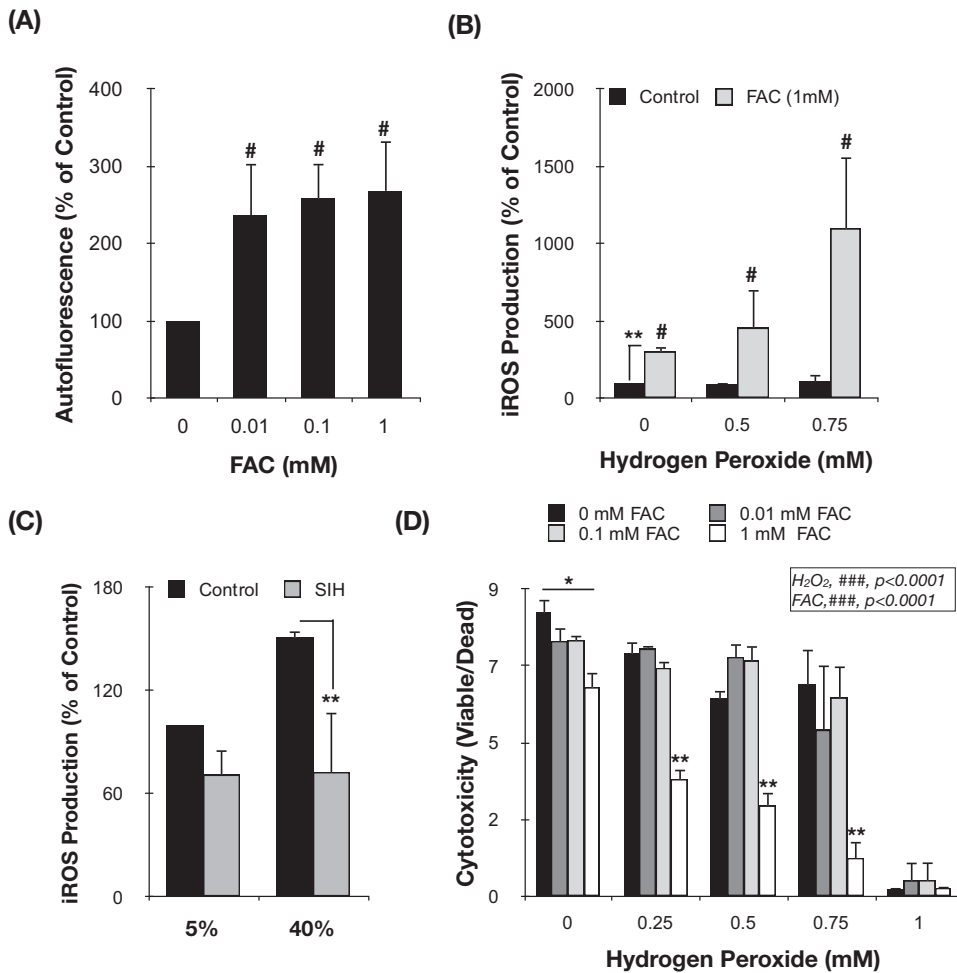 (A)
Autofluorescence (% of Control)
400
300
200
100
0
#
#
#
0 0.01 0.1 1
FAC (mM)
(B)
iROS Production (% of Control)
2000
1500
1000
500
0
Control FAC (1mM)
**
#
#
#
0 0.5 0.75
Hydrogen Peroxide (mM)
(C)
iROS Production (% of Control)
180
120
60
0
Control SIH
**
5% 40%
(D)
0 mM FAC 0.01 mM FAC
0.1 mM FAC 1 mM FAC
Cytotoxicity (Viable/Dead)
9
7
5
2
0
H₂O₂, ###, p<0.0001
FAC,###, p<0.0001
*
**
**
**
0 0.25 0.5 0.75 1
Hydrogen Peroxide (mM)